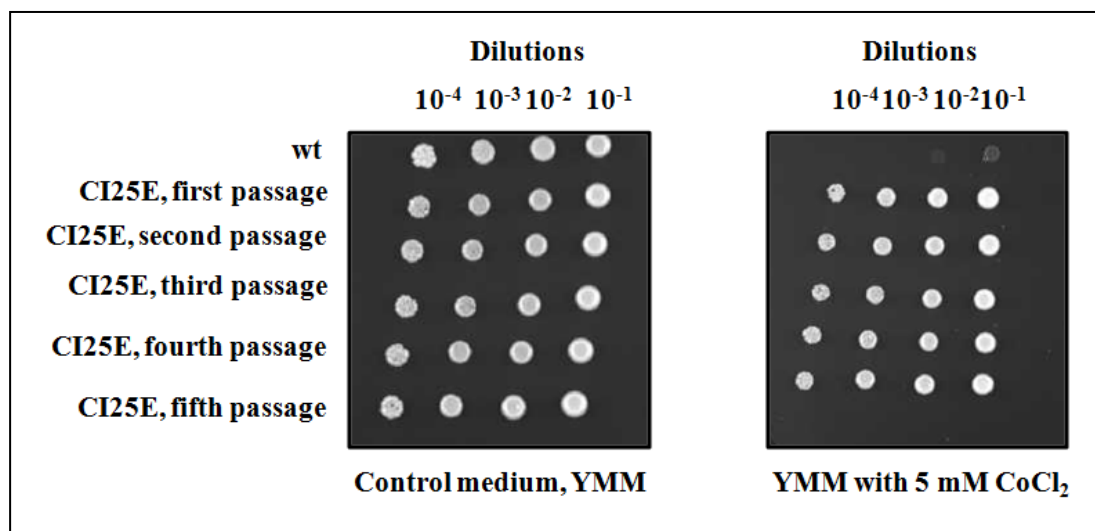 Dilutions
10⁻⁴ 10⁻³ 10⁻² 10⁻¹
Dilutions
10⁻⁴ 10⁻³ 10⁻² 10⁻¹
wt
CI25E, first passage
CI25E, second passage
CI25E, third passage
CI25E, fourth passage
CI25E, fifth passage
Control medium, YMM
YMM with 5 mM CoCl₂